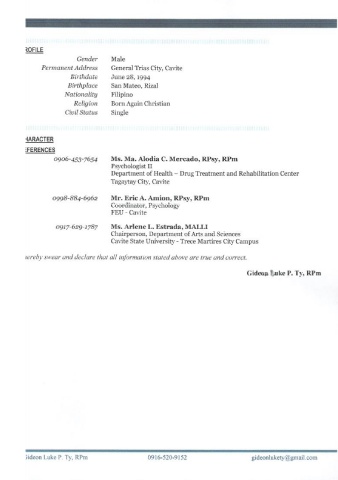 ROFILE
Gender Male
Permanent Address General Trias City, Cavite
Birthdate June 28, 1994
Birthplace San Mateo, Rizal
Nationality Filipino
Religion Born Again Christian
Civil Status Single
HARACTER
EFERENCES
0906-453-7654 Ms. Ma. Alodia C. Mercado, RPsy, RPm
Psychologist II
Department of Health – Drug Treatment and Rehabilitation Center
Tagaytay City, Cavite
0998-884-6962 Mr. Eric A. Amion, RPsy, RPm
Coordinator, Psychology
FEU - Cavite
0917-629-1787 Ms. Arlene L. Estrada, MALLI
Chairperson, Department of Arts and Sciences
Cavite State University - Trece Martires City Campus
ereby swear and declare that all information stated above are true and correct.
Gideon Luke P. Ty, RPm
Gideon Luke P. Ty, RPm 0916-520-9152 gideonlukety@gmail.com